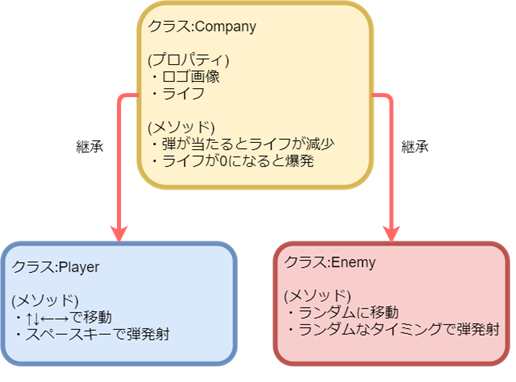 クラス:Company
(プロパティ)
・ロゴ画像
・ライフ
(メソッド)
・弾が当たるとライフが減少
・ライフが0になると爆発
継承
継承
クラス:Player
(メソッド)
・↑↓←→で移動
・スペースキーで弾発射
クラス:Enemy
(メソッド)
・ランダムに移動
・ランダムなタイミングで弾発射